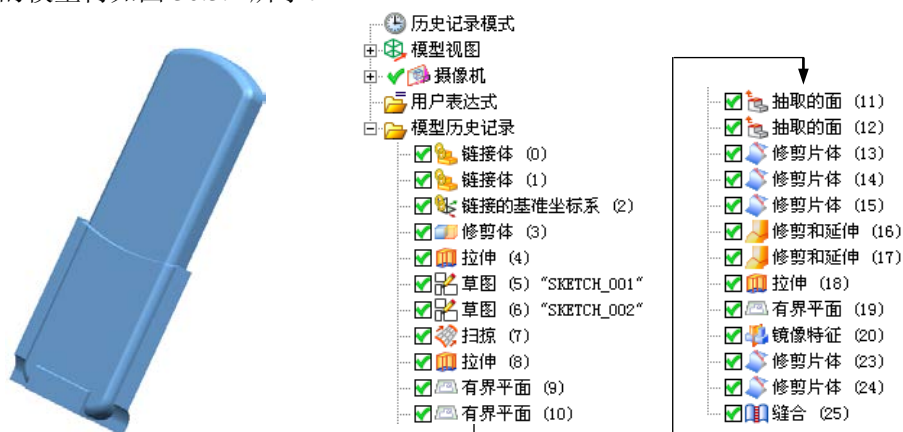 历史记录模式
模型视图
摄像机
用户表达式
模型历史记录
链接体 (0)
链接体 (1)
链接的基准坐标系 (2)
修剪体 (3)
拉伸 (4)
草图 (5) "SKETCH_001"
草图 (6) "SKETCH_002"
扫掠 (7)
拉伸 (8)
有界平面 (9)
有界平面 (10)
抽取的面 (11)
抽取的面 (12)
修剪片体 (13)
修剪片体 (14)
修剪片体 (15)
修剪和延伸 (16)
修剪和延伸 (17)
拉伸 (18)
有界平面 (19)
镜像特征 (20)
修剪片体 (23)
修剪片体 (24)
缝合 (25)